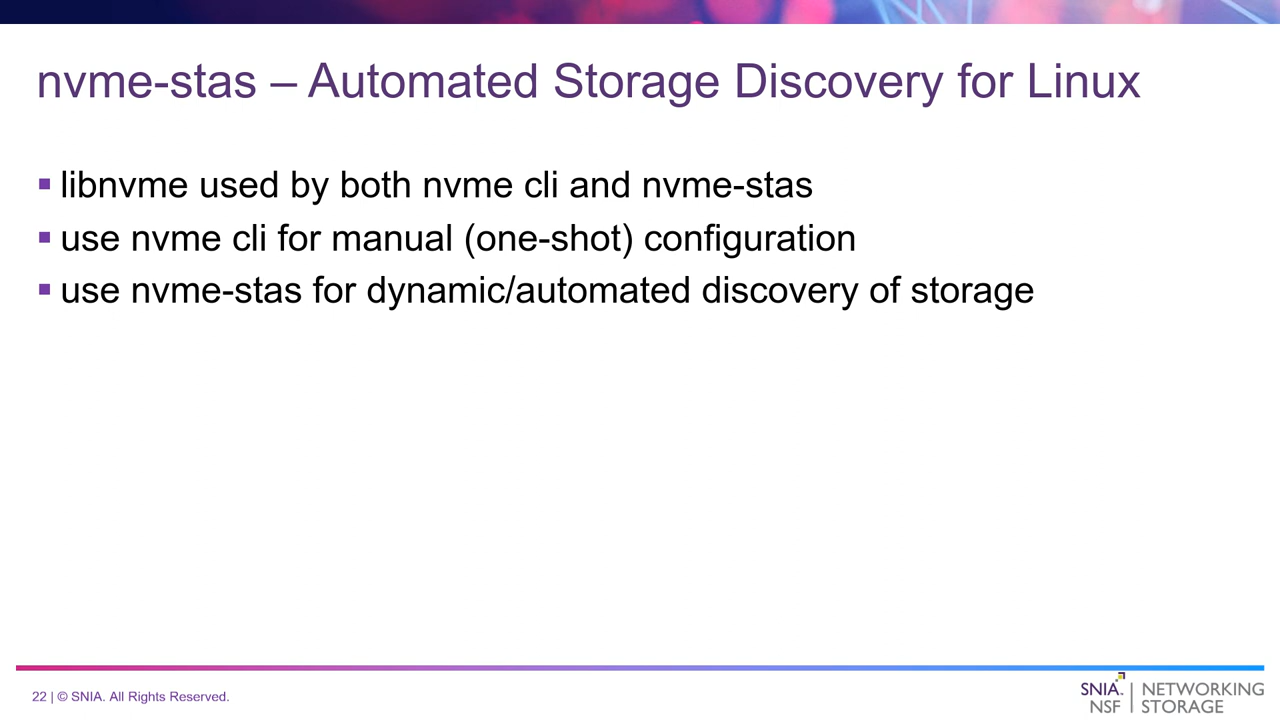 nvme-stas – Automated Storage Discovery for Linux
▪ libnvme used by both nvme cli and nvme-stas
▪ use nvme cli for manual (one-shot) configuration
▪ use nvme-stas for dynamic/automated discovery of storage
22 | © SNIA. All Rights Reserved.
SNIA. | NETWORKING
NSF | STORAGE